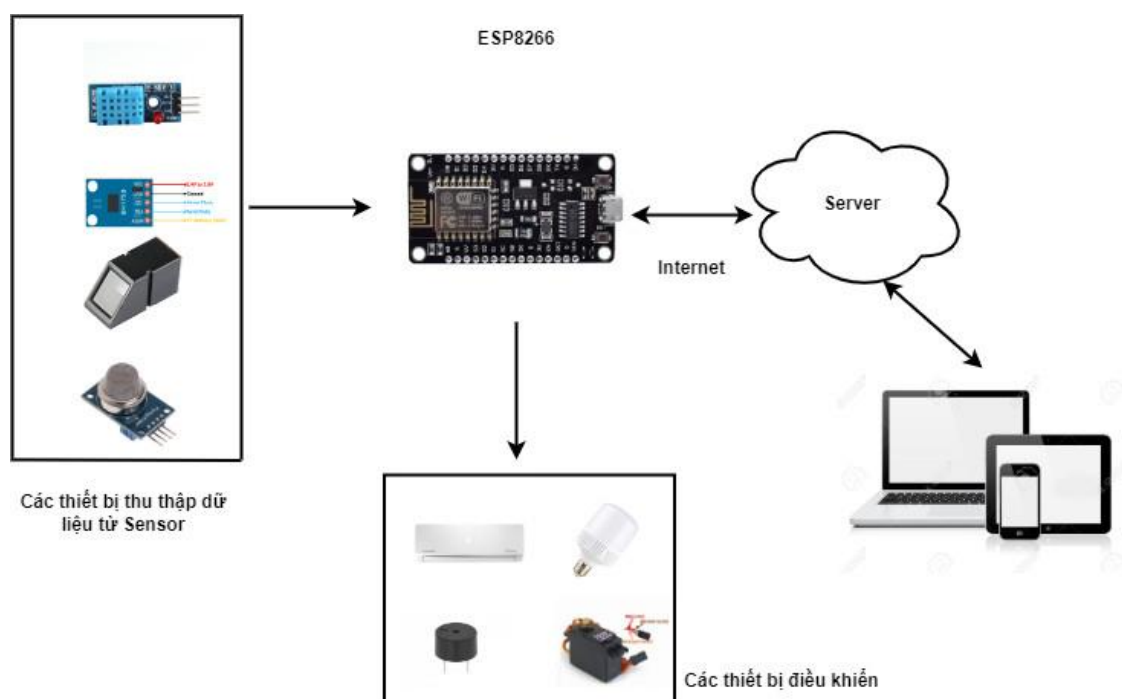 ESP8266
Server
Internet
Các thiết bị thu thập dữ
liệu từ Sensor
Các thiết bị điều khiển